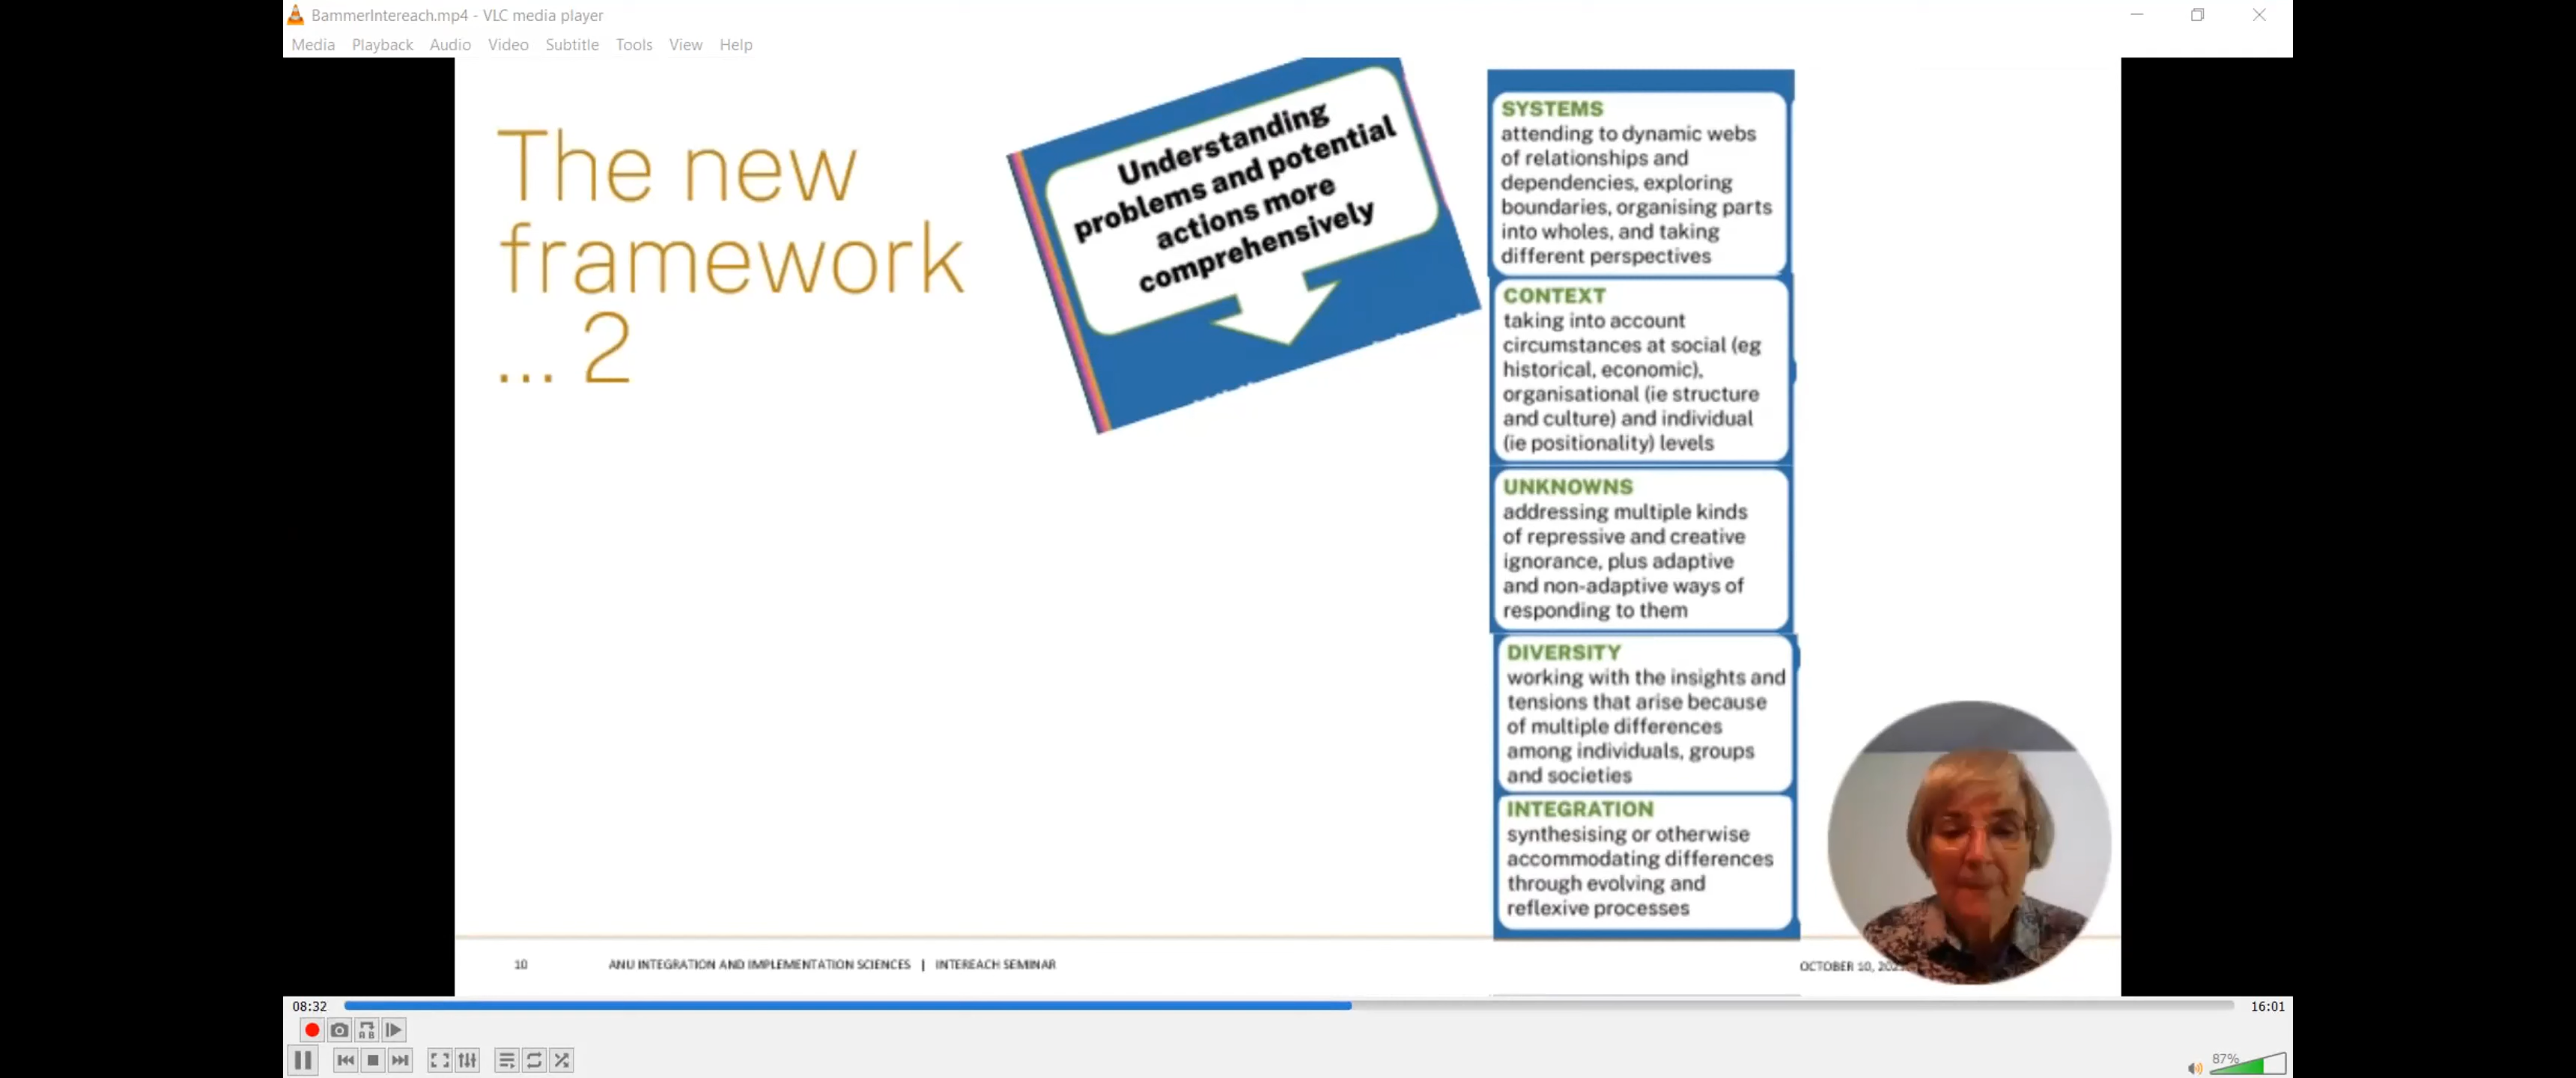 BammerIntereach.mp4 - VLC media player
Media Playback Audio Video Subtitle Tools View Help
The new
framework
... 2
Understanding
problems and potential
actions more
comprehensively
SYSTEMS
attending to dynamic webs
of relationships and
dependencies, exploring
boundaries, organising parts
into wholes, and taking
different perspectives
CONTEXT
taking into account
circumstances at social (eg
historical, economic),
organisational (ie structure
and culture) and individual
(ie positionality) levels
UNKNOWNS
addressing multiple kinds
of repressive and creative
ignorance, plus adaptive
and non-adaptive ways of
responding to them
DIVERSITY
working with the insights and
tensions that arise because
of multiple differences
among individuals, groups
and societies
INTEGRATION
synthesising or otherwise
accommodating differences
through evolving and
reflexive processes
10 ANU INTEGRATION AND IMPLEMENTATION SCIENCES | INTEREACH SEMINAR
OCTOBER 10,
08:32 16:01
87%